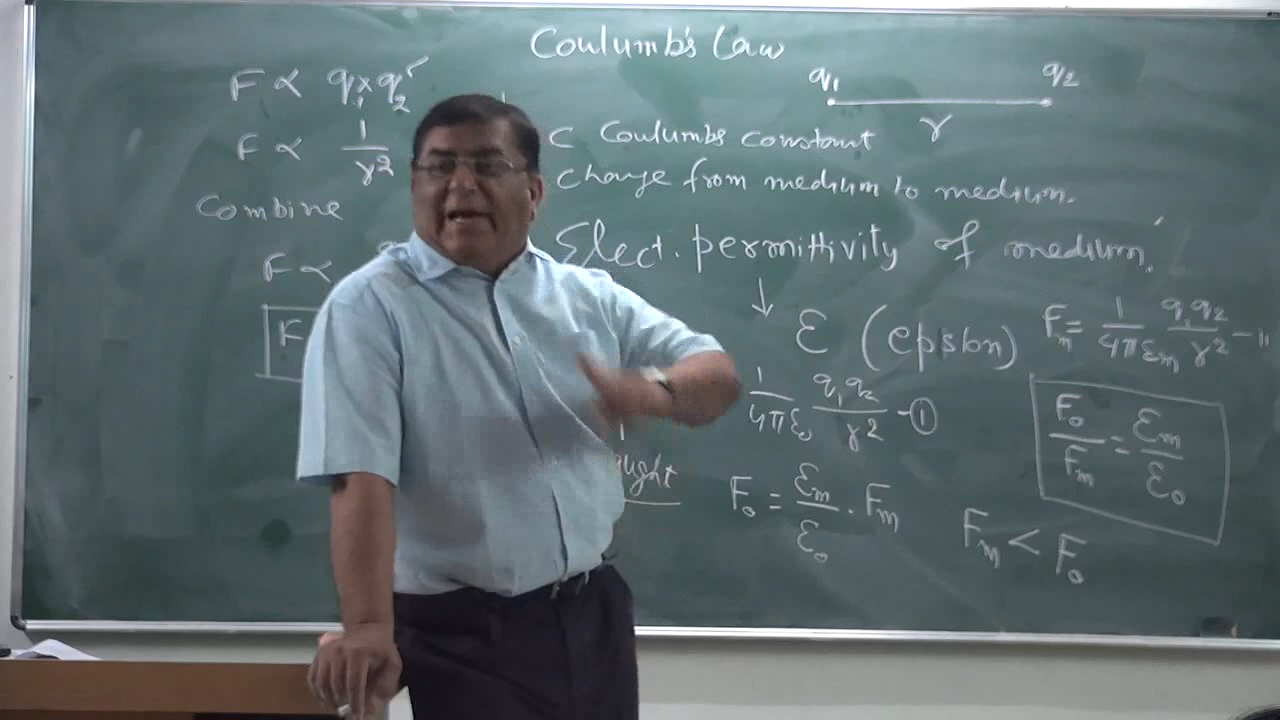 Coulumb's Law
F ∝ q₁ × q₂
F ∝ 1/r²
Combine
F ∝
F
q₁ q₂
r
C Coulumbs constant
change from medium to medium.
Elect. permittivity of medium.
↓
ε (epsilon)
1/4πε₀ q₁q₂/r² - ①
F₀ = εm/ε₀ . Fm
Fm = 1/4πεm q₁q₂/r² - 11
F₀/Fm = εm/ε₀
Fm < F₀